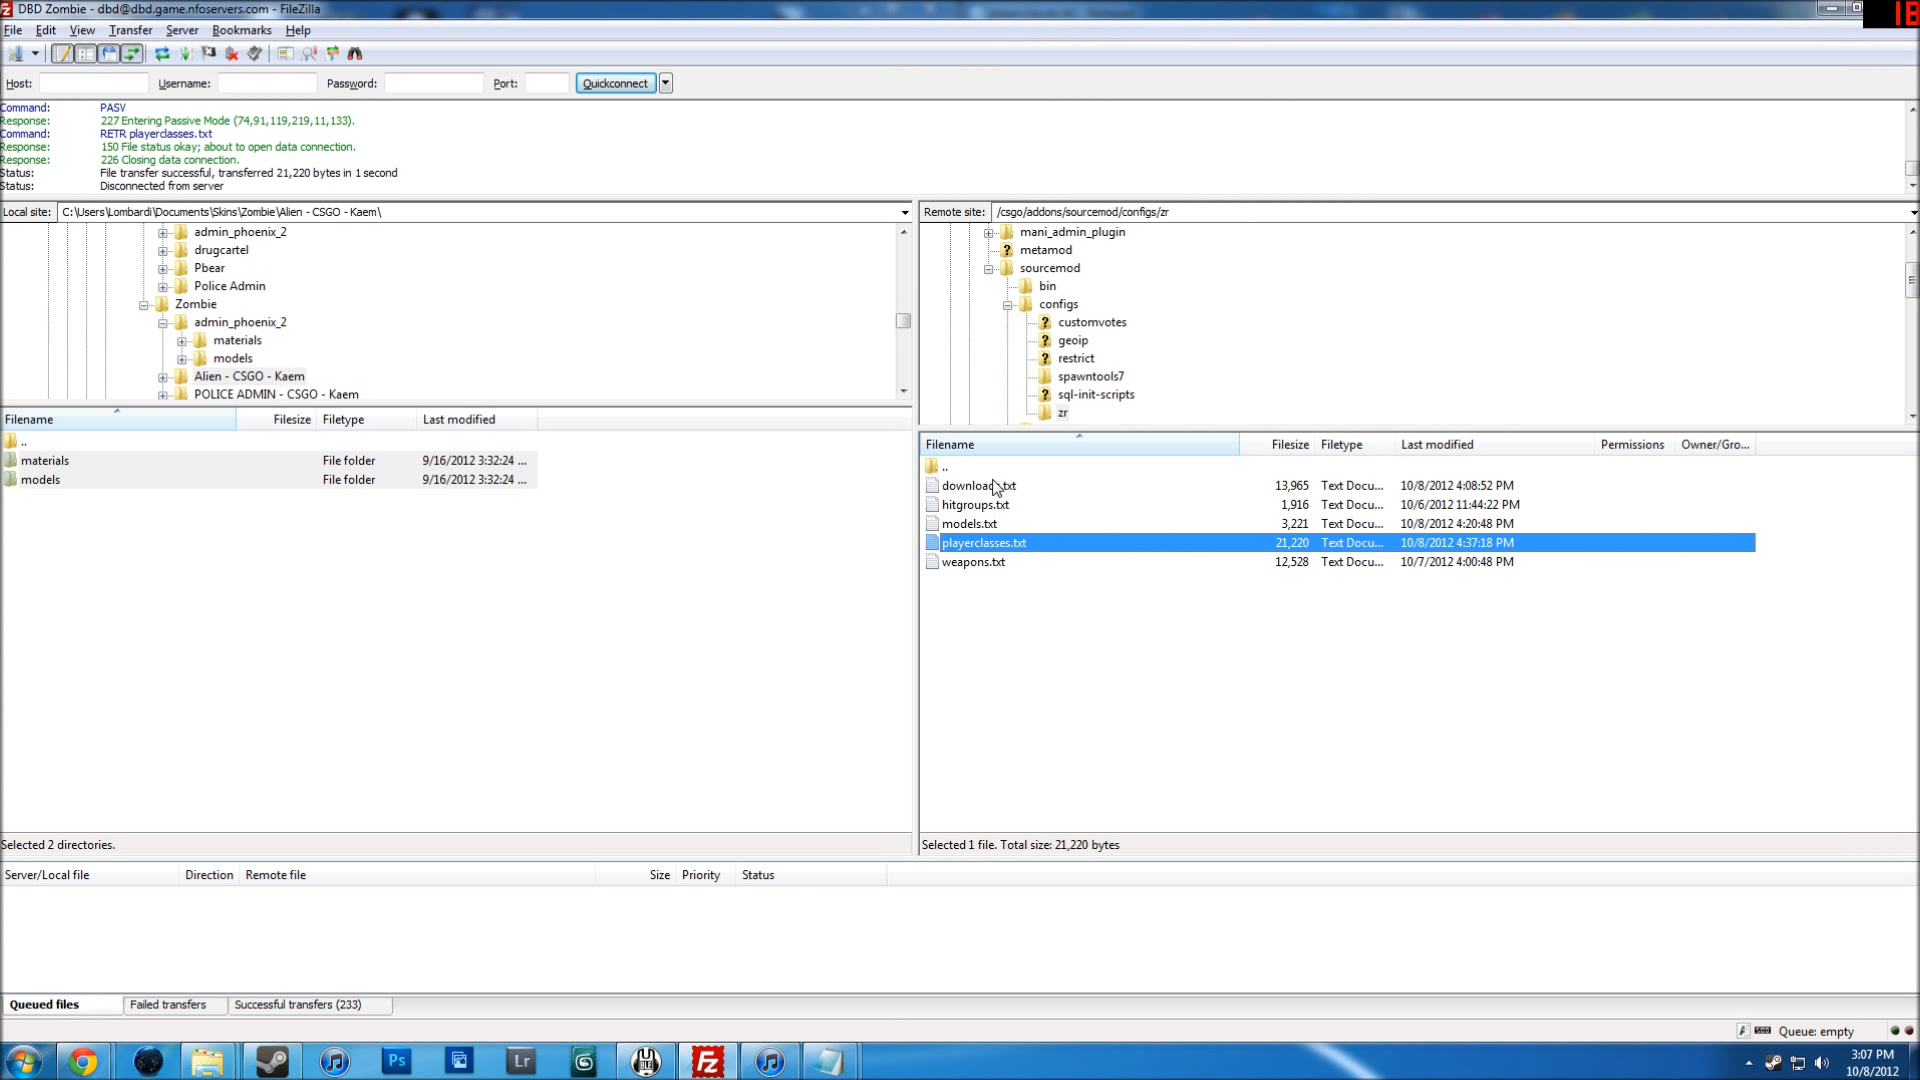 DBD Zombie - dbd@dbd.game.nfoservers.com - FileZilla
18
File Edit View Transfer Server Bookmarks Help
Host: Username: Password: Port: Quickconnect
Command: PASV
Response: 227 Entering Passive Mode (74,91,119,219,11,133).
Command: RETR playerclasses.txt
Response: 150 File status okay; about to open data connection.
Response: 226 Closing data connection.
Status: File transfer successful, transferred 21,220 bytes in 1 second
Status: Disconnected from server
Local site: C:\Users\Lombardi\Documents\Skins\Zombie\Alien - CSGO - Kaem\
admin_phoenix_2
drugcartel
Pbear
Police Admin
Zombie
admin_phoenix_2
materials
models
Alien - CSGO - Kaem
POLICE ADMIN - CSGO - Kaem
Filename Filesize Filetype Last modified
..
materials File folder 9/16/2012 3:32:24 ...
models File folder 9/16/2012 3:32:24 ...
Selected 2 directories.
Remote site: /csgo/addons/sourcemod/configs/zr
mani_admin_plugin
metamod
sourcemod
bin
configs
customvotes
geoip
restrict
spawntools7
sql-init-scripts
zr
Filename Filesize Filetype Last modified Permissions Owner/Gro...
..
13,965 Text Docu... 10/8/2012 4:08:52 PM
hitgroups.txt 1,916 Text Docu... 10/6/2012 11:44:22 PM
models.txt 3,221 Text Docu... 10/8/2012 4:20:48 PM
playerclasses.txt 21,220 Text Docu... 10/8/2012 4:37:18 PM
weapons.txt 12,528 Text Docu... 10/7/2012 4:00:48 PM
Selected 1 file. Total size: 21,220 bytes
Server/Local file Direction Remote file Size Priority Status
Queued files Failed transfers Successful transfers (233)
Queue: empty
Ps Lr Fz
3:07 PM
10/8/2012